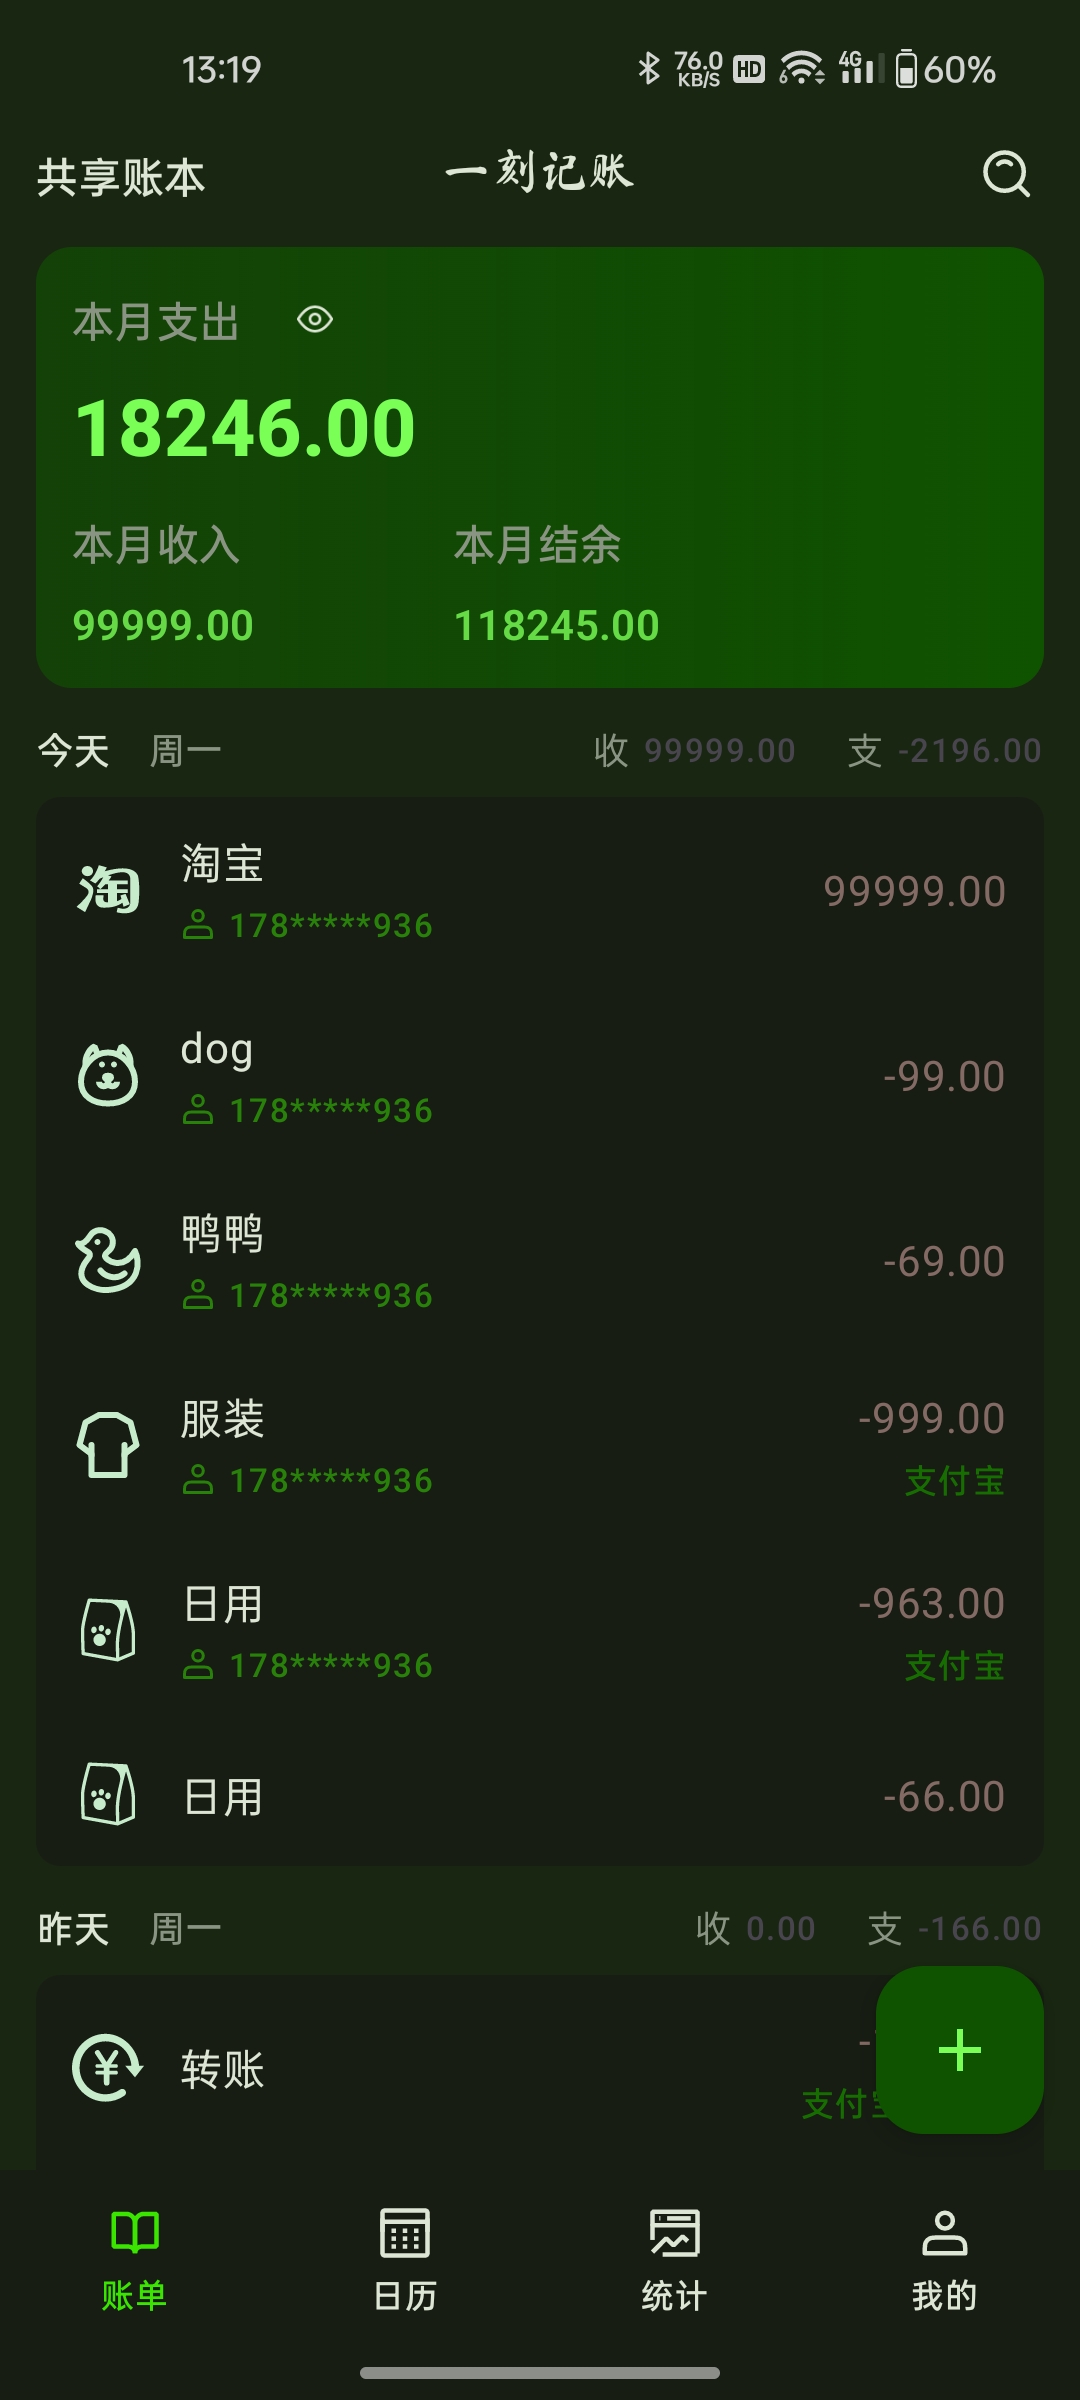 13:19 76.0 KB/S HD 6 4G 60%
共享账本 一刻记账
本月支出
18246.00
本月收入 本月结余
99999.00 118245.00
今天 周一 收 99999.00 支 -2196.00
淘 淘宝 99999.00
178*****936
dog -99.00
178*****936
鸭鸭 -69.00
178*****936
服装 -999.00
178*****936 支付宝
日用 -963.00
178*****936 支付宝
日用 -66.00
昨天 周一 收 0.00 支 -166.00
¥ 转账 -
支付
账单 日历 统计 我的